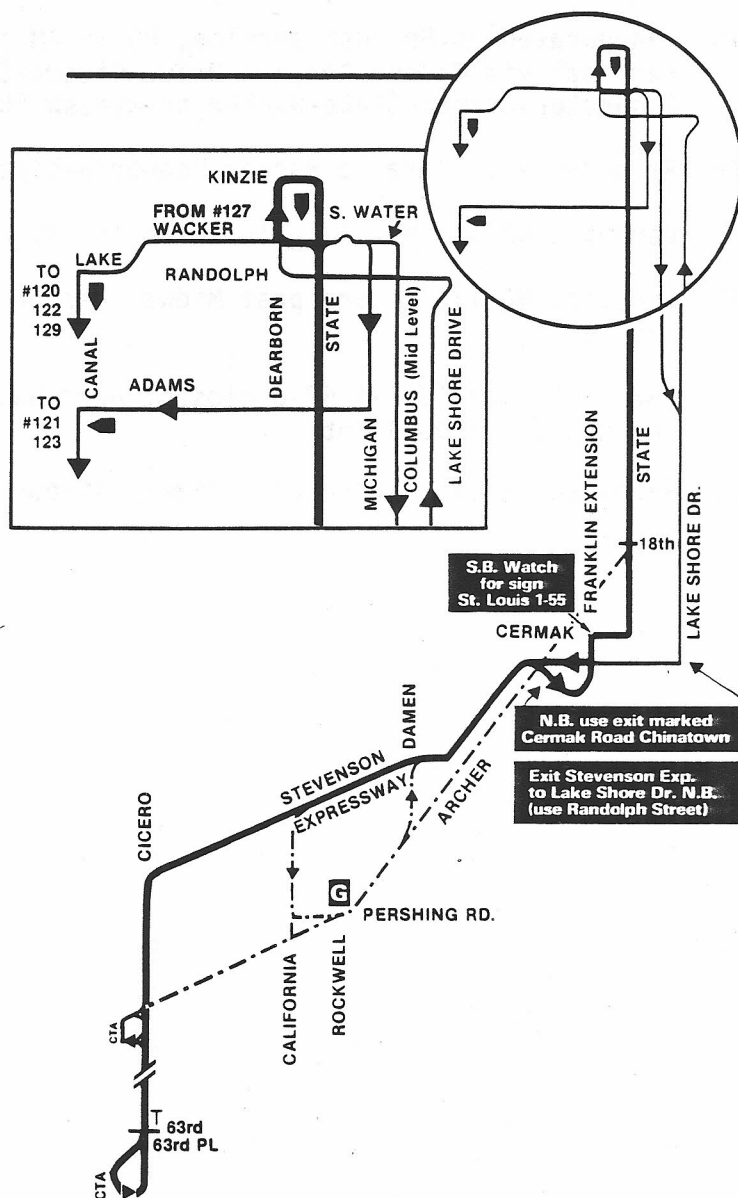 KINZIE
FROM #127
WACKER
S. WATER
LAKE
RANDOLPH
TO
#120
122
129
CANAL
DEARBORN
STATE
ADAMS
TO
#121
123
MICHIGAN
COLUMBUS (Mid Level)
LAKE SHORE DRIVE
FRANKLIN EXTENSION
STATE
LAKE SHORE DR.
18th
S.B. Watch
for sign
St. Louis 1-55
CERMAK
N.B. use exit marked
Cermak Road Chinatown
Exit Stevenson Exp.
to Lake Shore Dr. N.B.
(use Randolph Street)
DAMEN
STEVENSON
EXPRESSWAY
ARCHER
CICERO
G
PERSHING RD.
CALIFORNIA
ROCKWELL
CTA
T
63rd
63rd PL
CTA